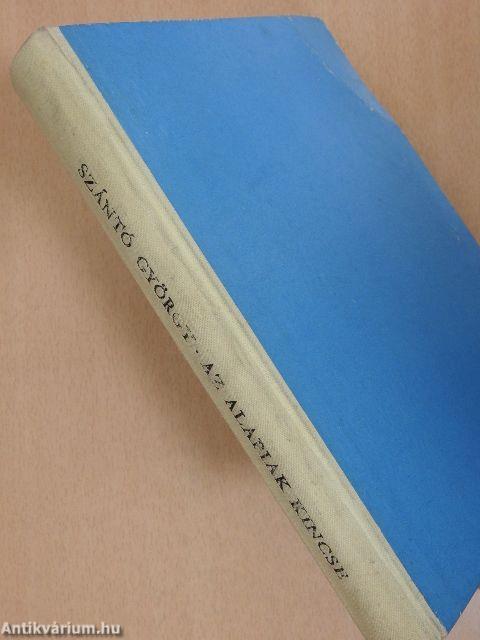 SZÁNTÓ GYÖRGY: AZ ALAPIAK KINCSE
Antikvárium.hu